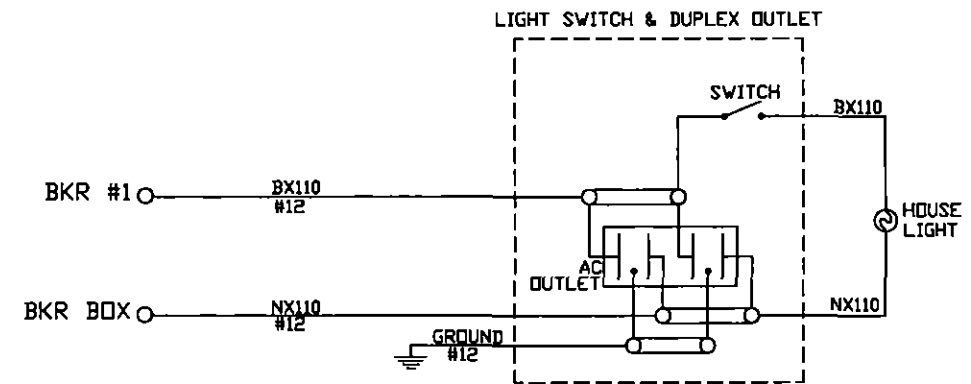 LIGHT SWITCH & DUPLEX OUTLET
SWITCH
BX110
BKR #1
BX110
#12
HOUSE
LIGHT
AC
OUTLET
BKR BOX
NX110
#12
NX110
GROUND
#12